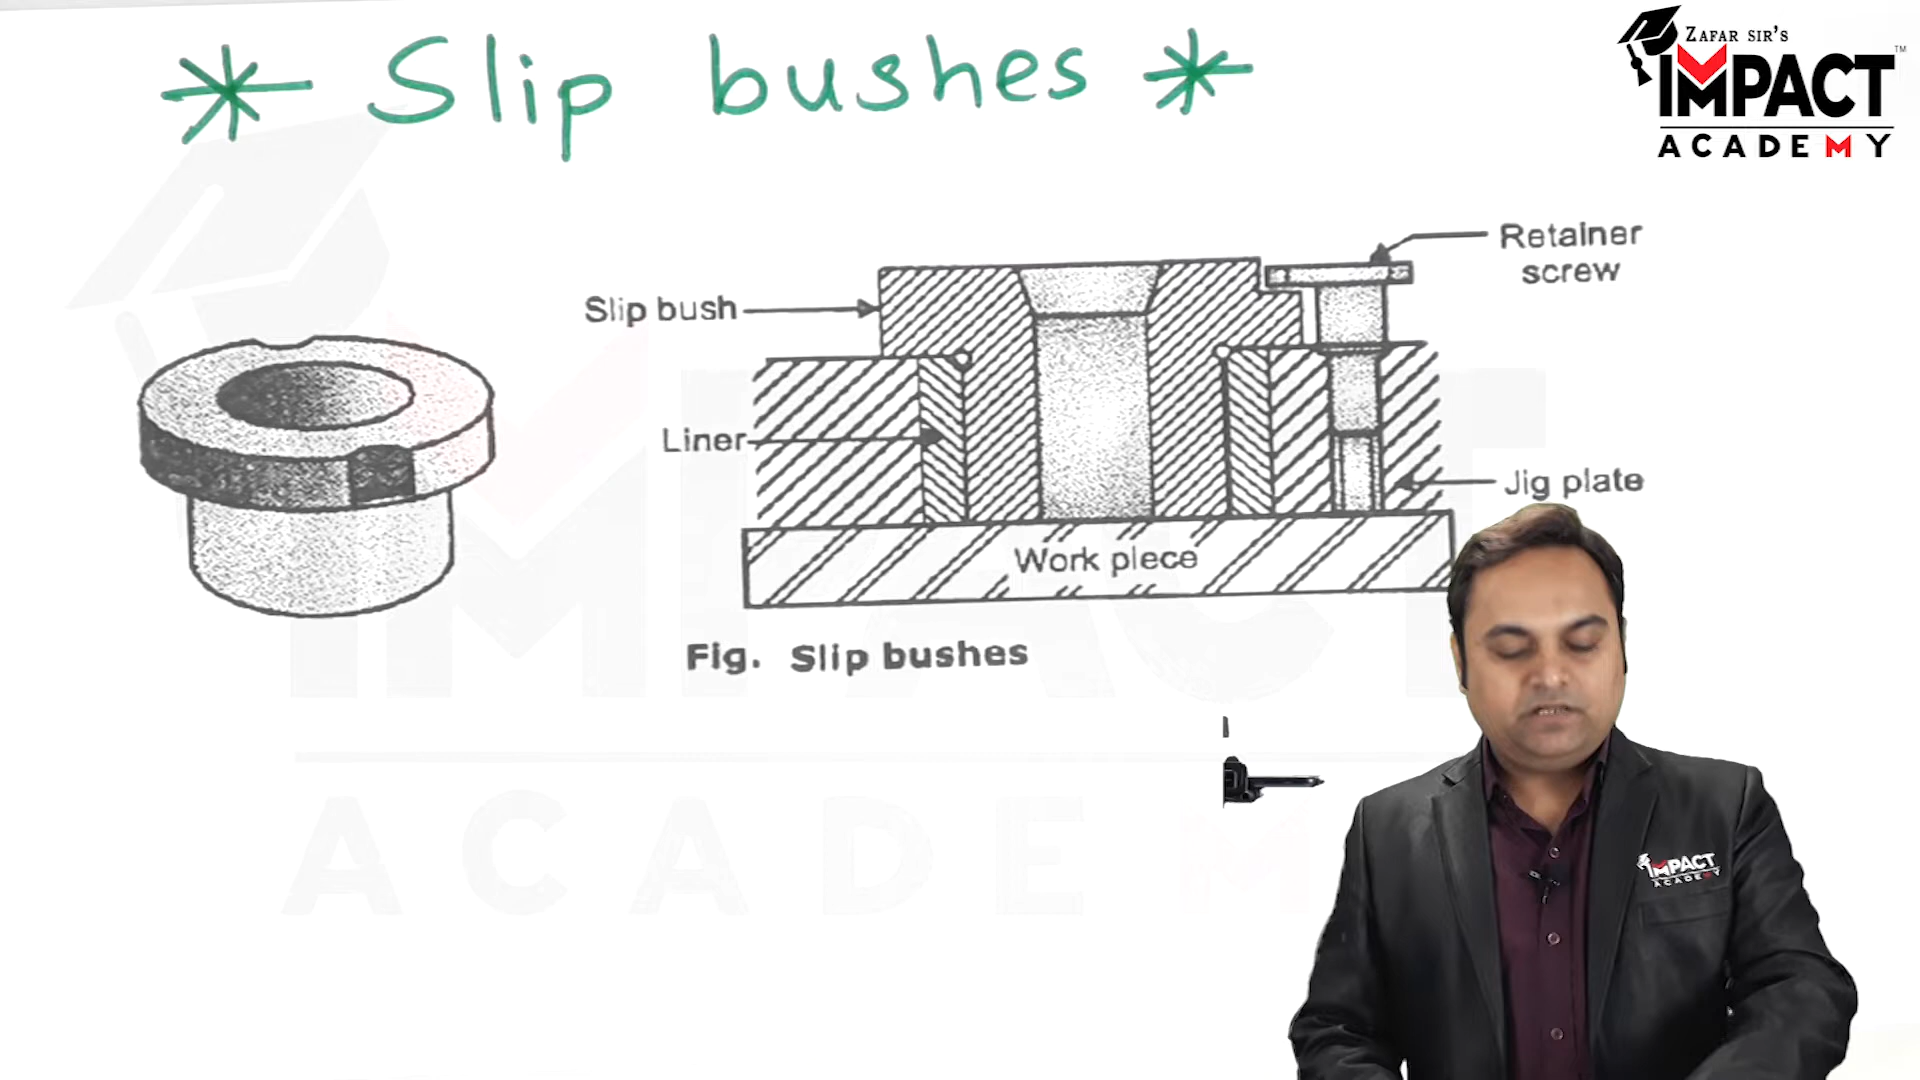 * Slip bushes *
ZAFAR SIR'S
IMPACT™
ACADEMY
Retainer
screw
Slip bush
Liner
Jig plate
Work piece
Fig. Slip bushes
IMPACT
ACADEMY
IMPACT
ACADEMY